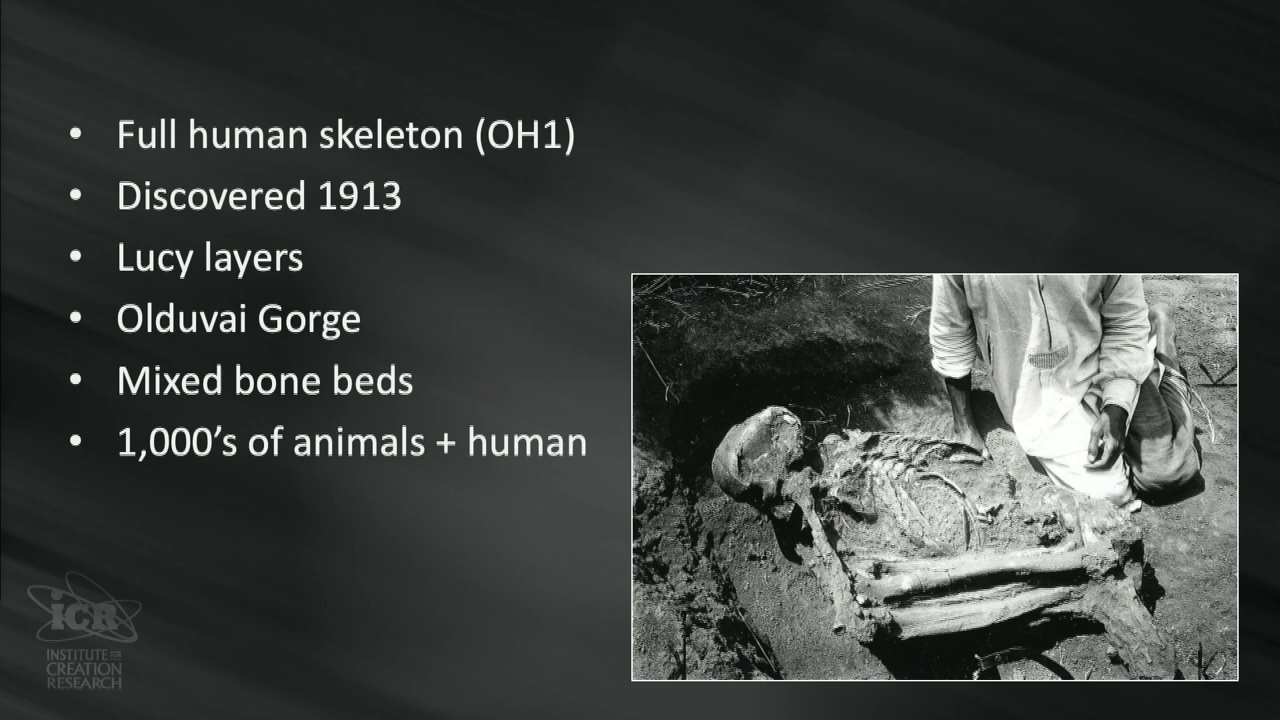 • Full human skeleton (OH1)
• Discovered 1913
• Lucy layers
• Olduvai Gorge
• Mixed bone beds
• 1,000’s of animals + human
iCR
INSTITUTE FOR
CREATION
RESEARCH